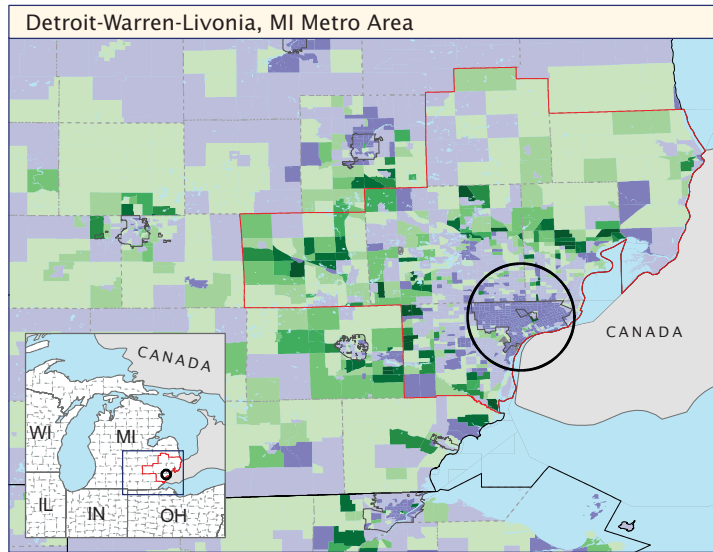 Detroit-Warren-Livonia, MI Metro Area
CANADA
CANADA
WI
MI
IL
IN
OH